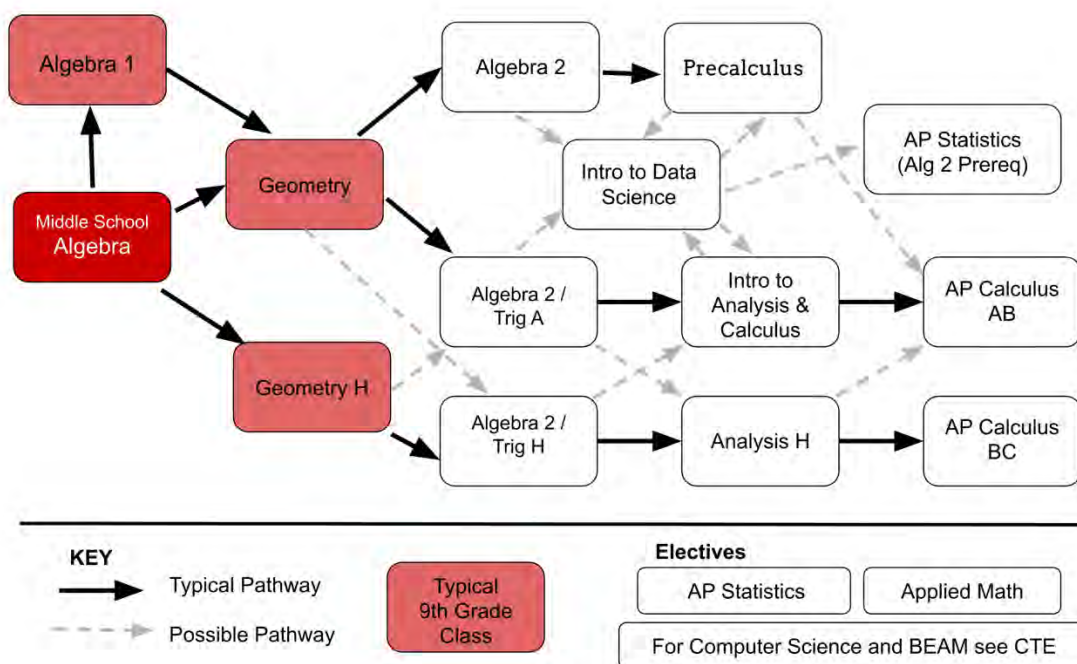 Algebra 1
Algebra 2
Precalculus
AP Statistics
(Alg 2 Prereq)
Geometry
Intro to Data
Science
Middle School
Algebra
Algebra 2 /
Trig A
Intro to
Analysis &
Calculus
AP Calculus
AB
Geometry H
Algebra 2 /
Trig H
Analysis H
AP Calculus
BC
KEY
Typical Pathway
Possible Pathway
Typical
9th Grade
Class
Electives
AP Statistics
Applied Math
For Computer Science and BEAM see CTE